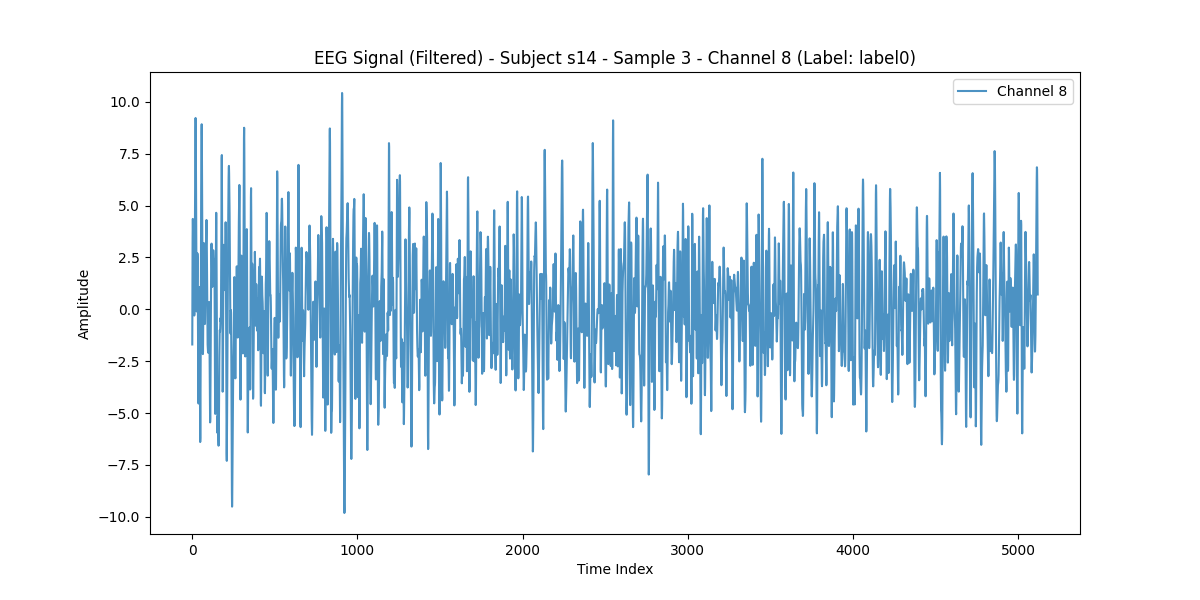 EEG Signal (Filtered) - Subject s14 - Sample 3 - Channel 8 (Label: label0)
Channel 8
10.0
7.5
5.0
2.5
0.0
−2.5
−5.0
−7.5
−10.0
Amplitude
0 1000 2000 3000 4000 5000
Time Index